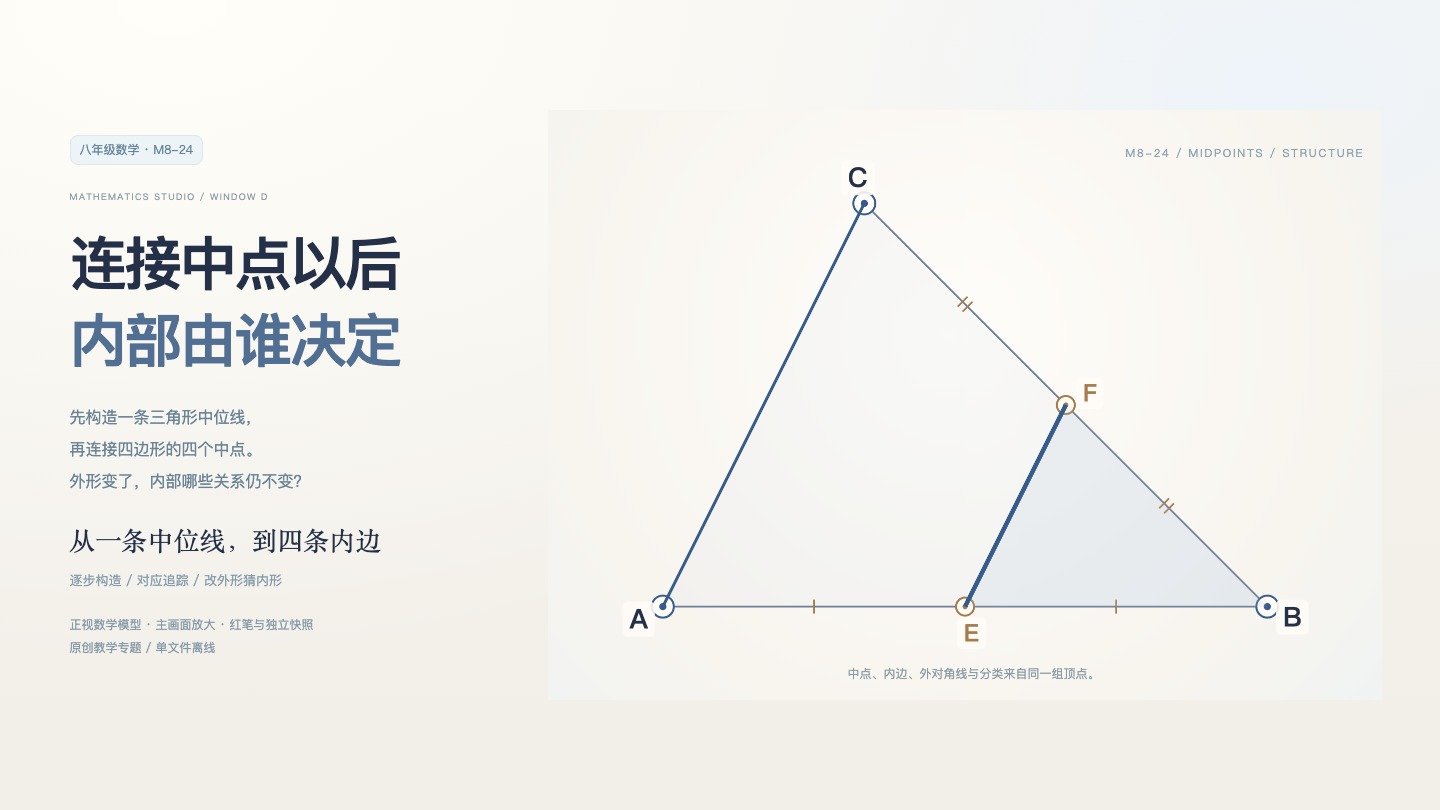 八年级数学 · M8–24
MATHEMATICS STUDIO / WINDOW D
连接中点以后
内部由谁决定
先构造一条三角形中位线，
再连接四边形的四个中点。
外形变了，内部哪些关系仍不变？
从一条中位线，到四条内边
逐步构造 / 对应追踪 / 改外形猜内形
正视数学模型 · 主画面放大 · 红笔与独立快照
原创教学专题 / 单文件离线
M8–24 / MIDPOINTS / STRUCTURE
C
F
A
B
E
中点、内边、外对角线与分类来自同一组顶点。